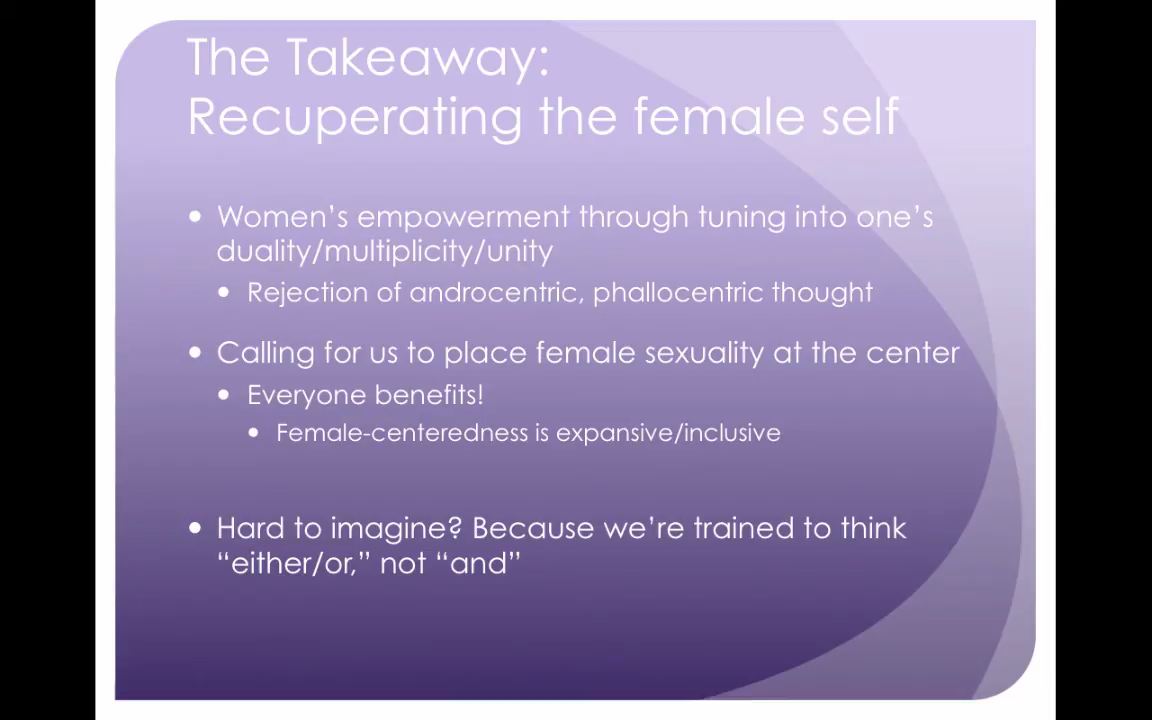 The Takeaway:
Recuperating the female self
• Women’s empowerment through tuning into one’s
duality/multiplicity/unity
• Rejection of androcentric, phallocentric thought
• Calling for us to place female sexuality at the center
• Everyone benefits!
• Female-centeredness is expansive/inclusive
• Hard to imagine? Because we’re trained to think
“either/or,” not “and”